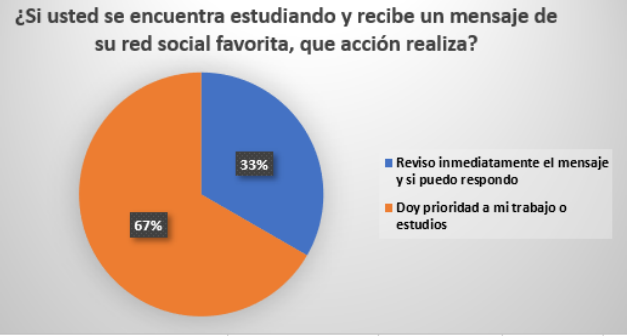 ¿Si usted se encuentra estudiando y recibe un mensaje de
su red social favorita, que acción realiza?
33%
67%
Reviso inmediatamente el mensaje
y si puedo respondo
Doy prioridad a mi trabajo o
estudios